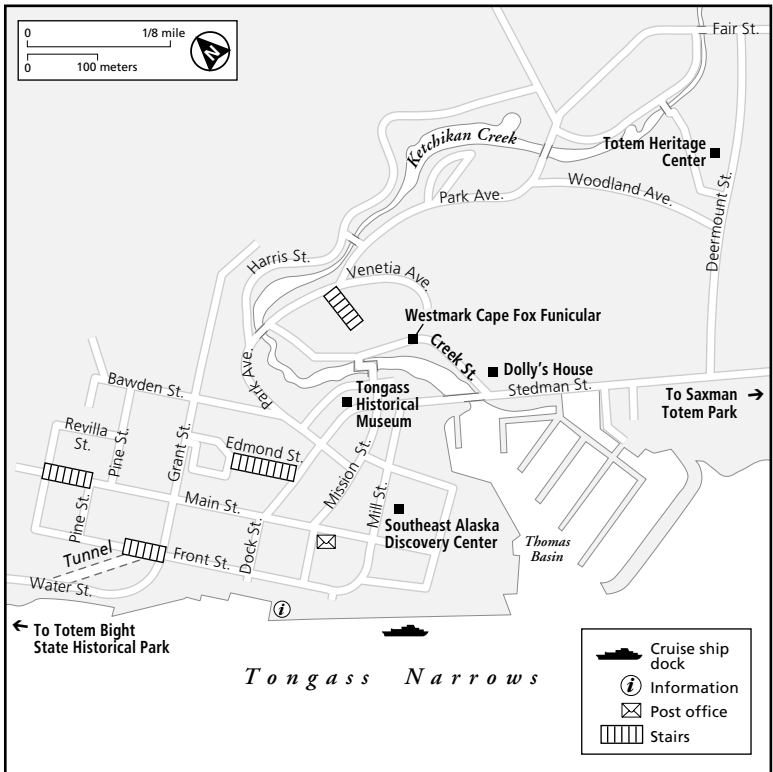 0
1/8 mile
0
100 meters
N
Fair St.
Ketchikan Creek
Totem Heritage
Center
Park Ave.
Woodland Ave.
Deermount St.
Harris St.
Venetia Ave.
Westmark Cape Fox Funicular
Creek St.
Dolly's House
Stedman St.
To Saxman
Totem Park
Park Ave.
Bawden St.
Tongass
Historical
Museum
Revilla
St.
Pine St.
Grant St.
Edmond St.
Mission St.
Mill St.
Main St.
Pine St.
Dock St.
Southeast Alaska
Discovery Center
Thomas
Basin
Tunnel
Front St.
Water St.
i
To Totem Bight
State Historical Park
Tongass Narrows
Cruise ship
dock
i
Information
Post office
Stairs